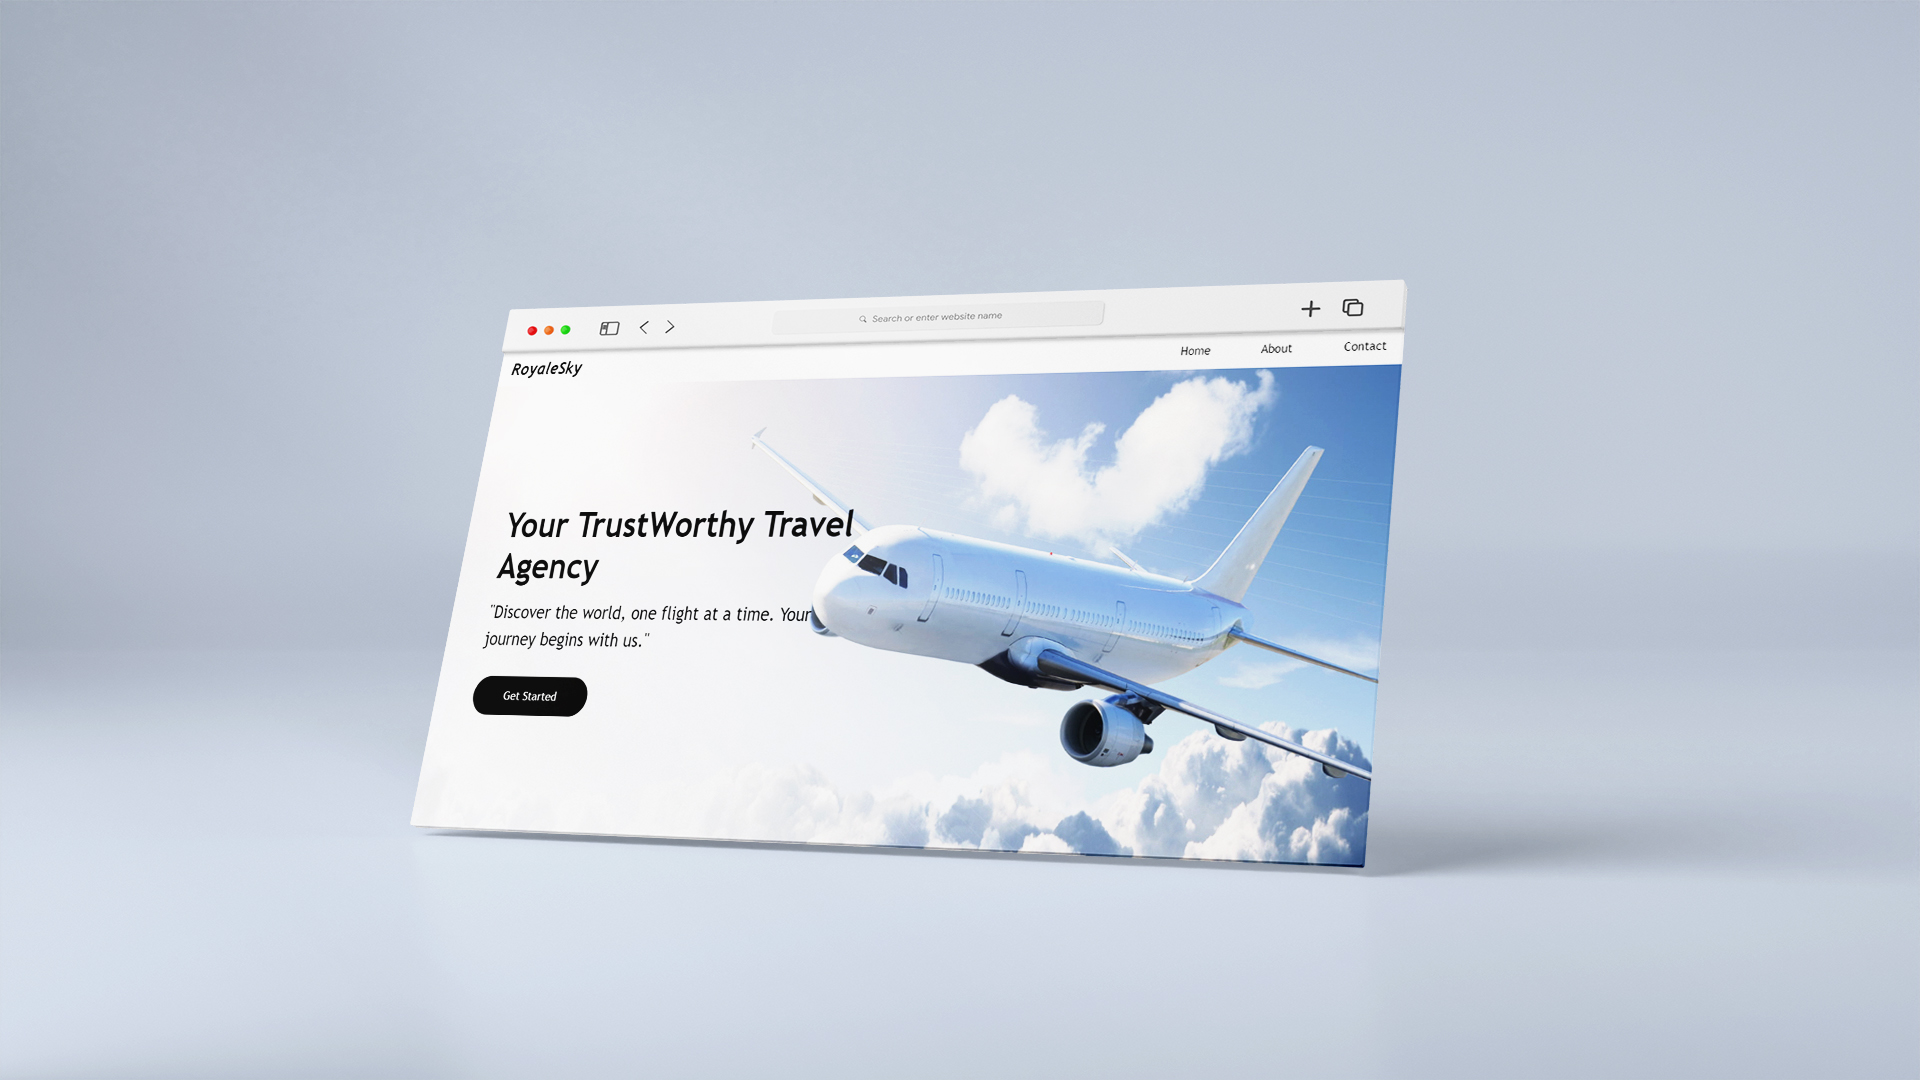 Search or enter website name
RoyaleSky
Home About Contact
Your TrustWorthy Travel
Agency
"Discover the world, one flight at a time. Your
journey begins with us."
Get Started